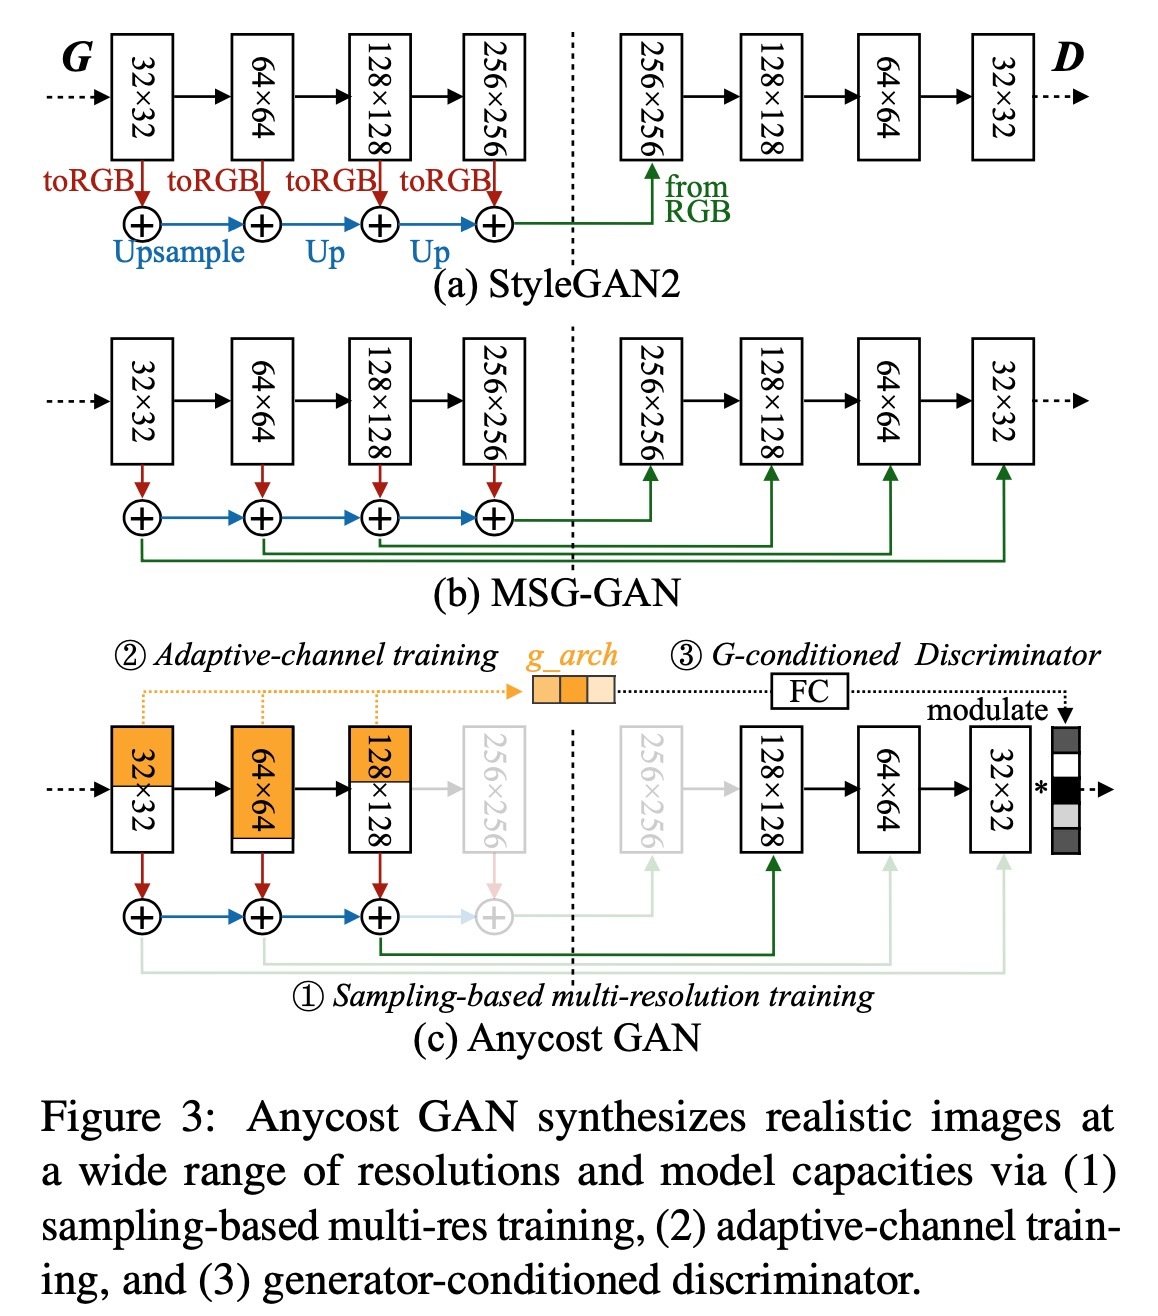 G 32×32 64×64 128×128 256×256 256×256 128×128 64×64 32×32 D
toRGB toRGB toRGB toRGB from
RGB
Upsample Up Up
(a) StyleGAN2
32×32 64×64 128×128 256×256 256×256 128×128 64×64 32×32
(b) MSG-GAN
② Adaptive-channel training g_arch ③ G-conditioned Discriminator
FC
modulate
32×32 64×64 128×128 256×256 256×256 128×128 64×64 32×32 *
① Sampling-based multi-resolution training
(c) Anycost GAN
Figure 3: Anycost GAN synthesizes realistic images at
a wide range of resolutions and model capacities via (1)
sampling-based multi-res training, (2) adaptive-channel train-
ing, and (3) generator-conditioned discriminator.